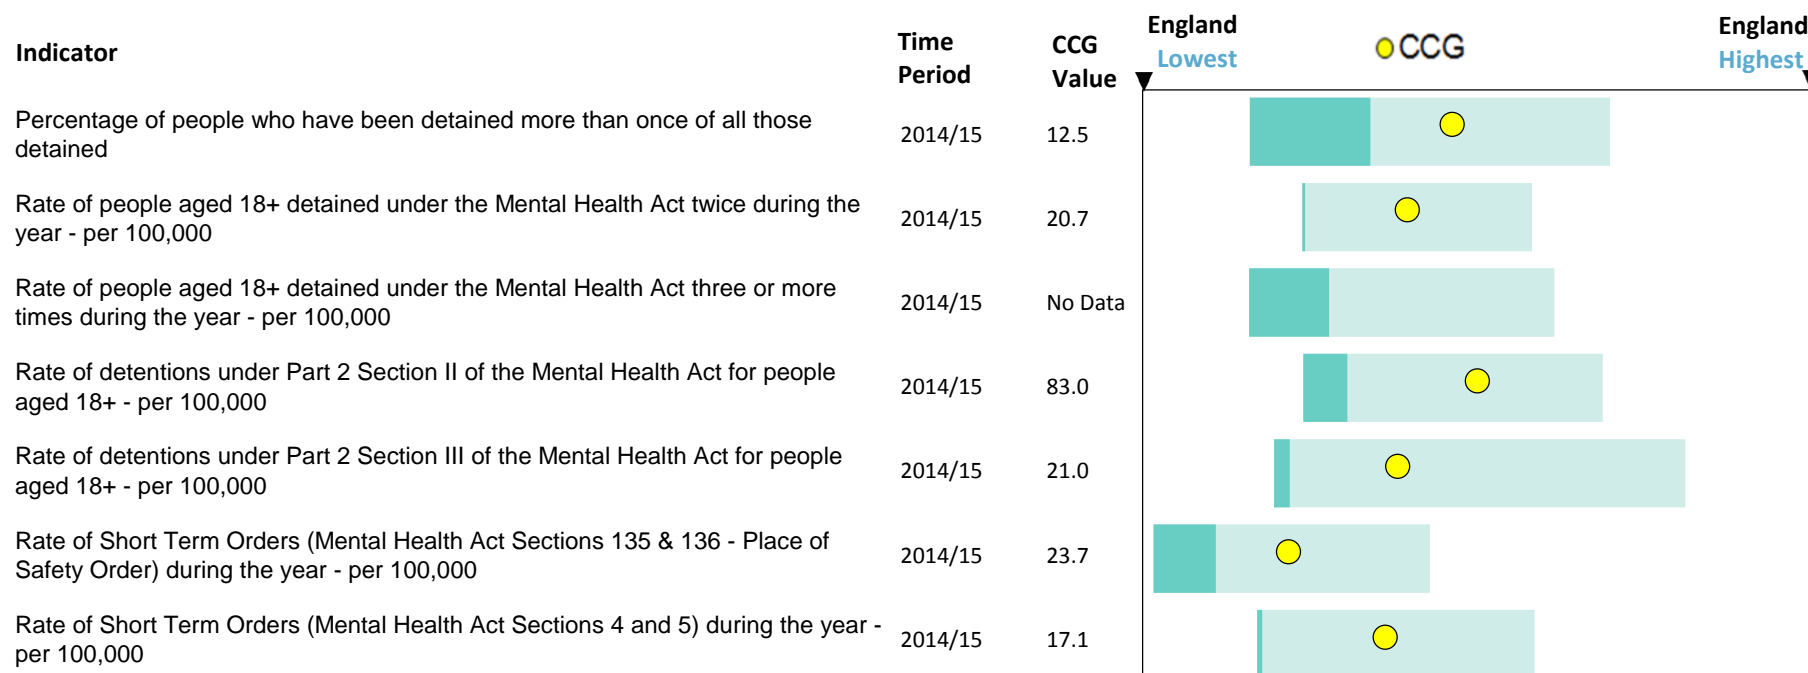 Indicator
Time
Period
CCG
Value
England
Lowest
CCG
England
Highest
Percentage of people who have been detained more than once of all those
detained
2014/15
12.5
Rate of people aged 18+ detained under the Mental Health Act twice during the
year - per 100,000
2014/15
20.7
Rate of people aged 18+ detained under the Mental Health Act three or more
times during the year - per 100,000
2014/15
No Data
Rate of detentions under Part 2 Section II of the Mental Health Act for people
aged 18+ - per 100,000
2014/15
83.0
Rate of detentions under Part 2 Section III of the Mental Health Act for people
aged 18+ - per 100,000
2014/15
21.0
Rate of Short Term Orders (Mental Health Act Sections 135 & 136 - Place of
Safety Order) during the year - per 100,000
2014/15
23.7
Rate of Short Term Orders (Mental Health Act Sections 4 and 5) during the year -
per 100,000
2014/15
17.1